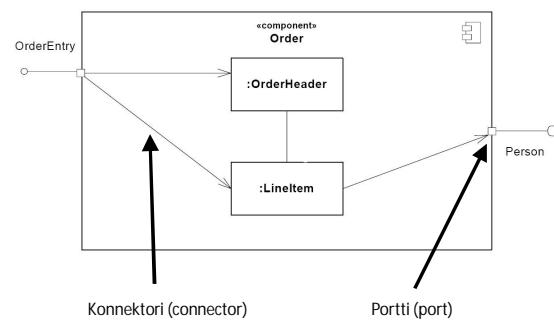 «component»
Order
OrderEntry
:OrderHeader
Person
:LineItem
Konnektori (connector)
Portti (port)